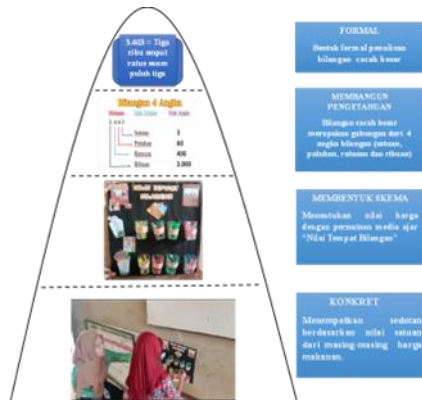 3.463 = Tiga
ribu empat
ratus enam
puluh tiga
Bilangan 4 Angka
Satuan 3
Puluhan 60
Ratusan 400
Ribuan 3.000
FORMAL
Bentuk formal penulisan
bilangan cacah besar
MEMBANGUN
PENGETAHUAN
Bilangan cacah besar
merupakan gabungan dari 4
angka bilangan (satuan,
puluhan, ratusan dan ribuan)
MEMBENTUK SKEMA
Menentukan nilai harga
dengan permainan media ajar
"Nilai Tempat Bilangan"
KONKRET
Menempatkan sedotan
berdasarkan nilai satuan
dari masing-masing harga
makanan.